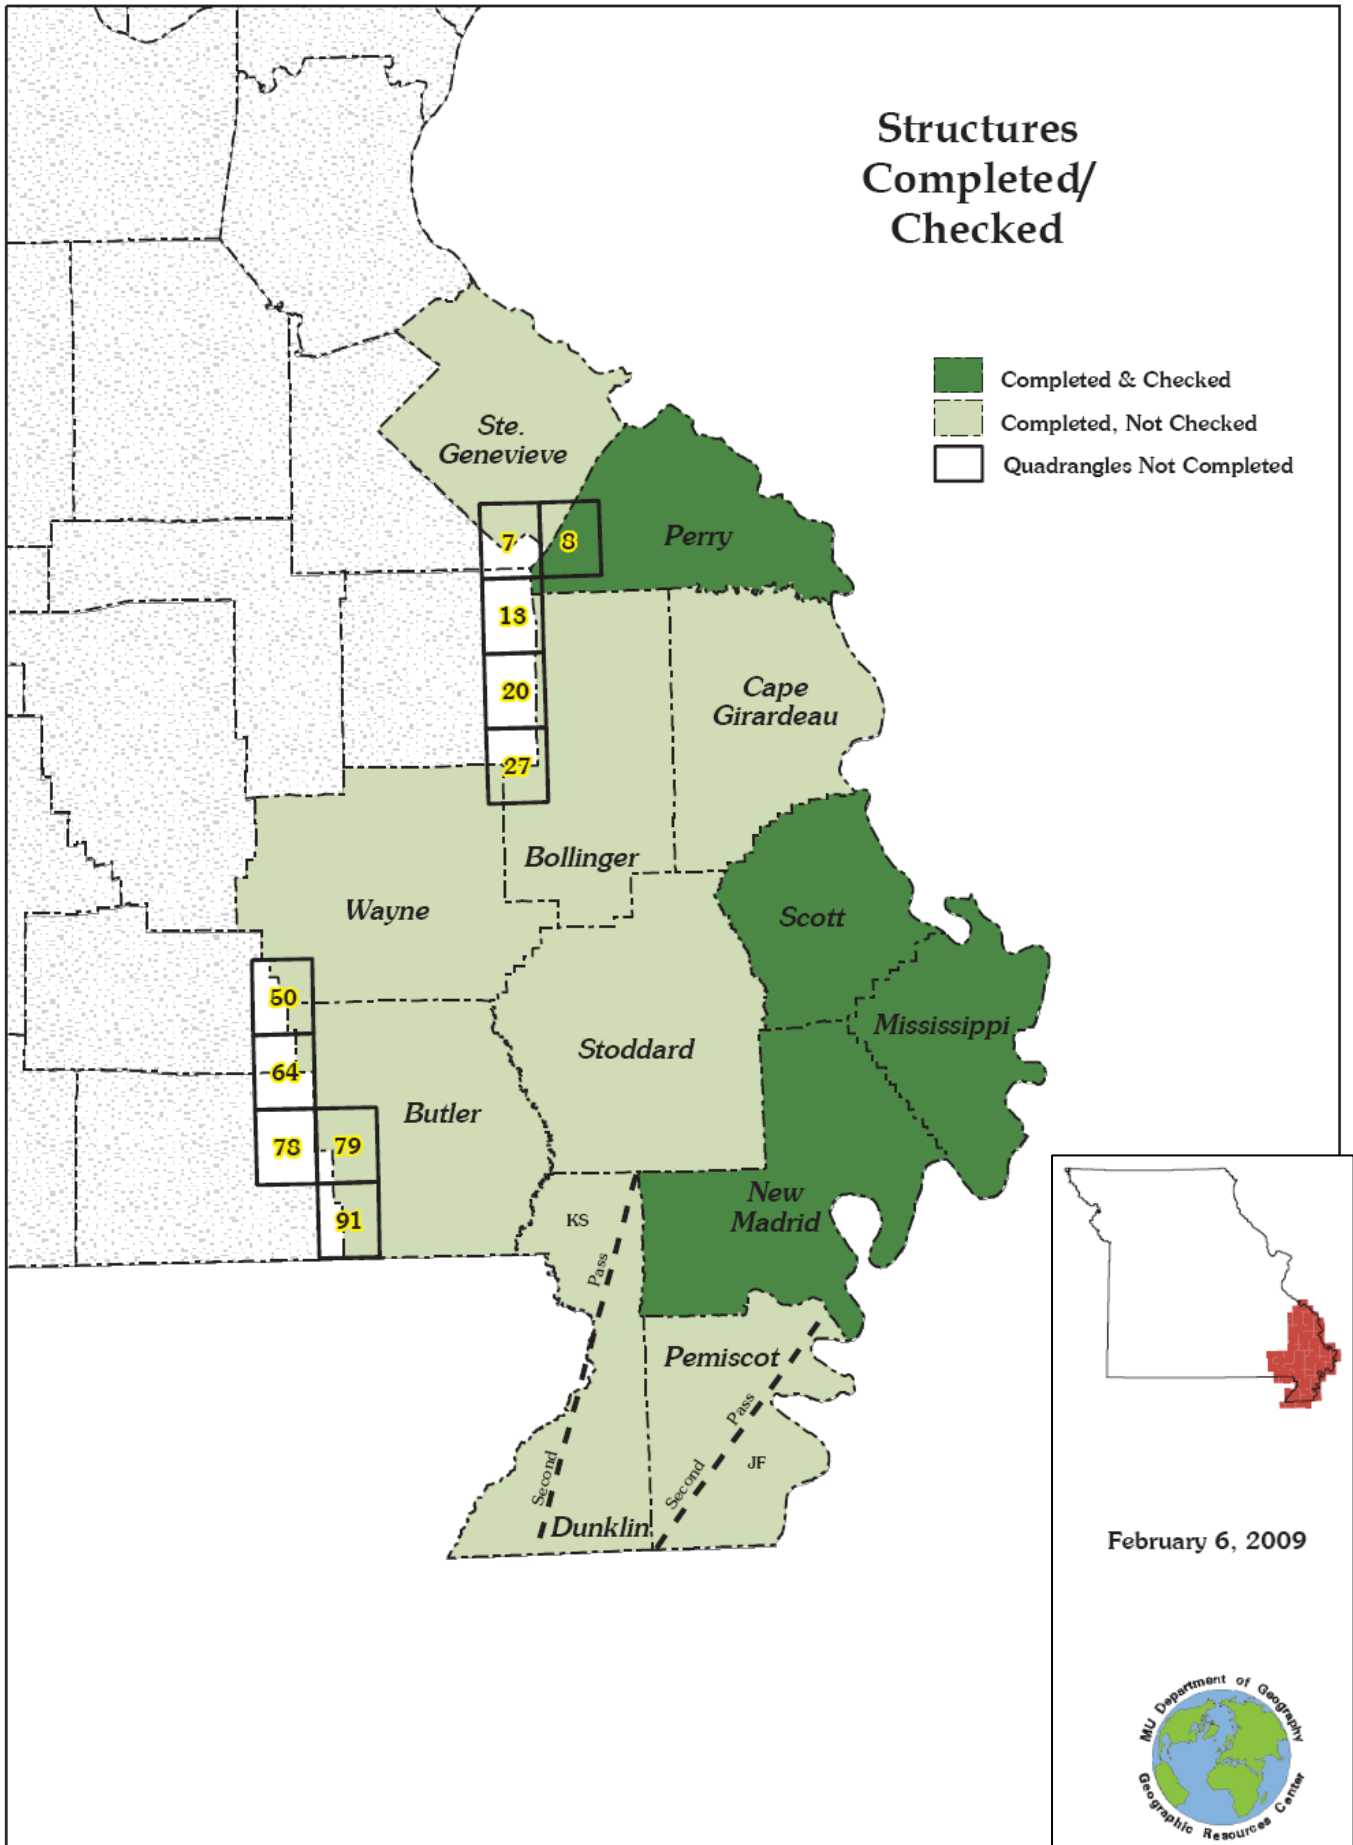 Structures
Completed/
Checked
Completed & Checked
Completed, Not Checked
Quadrangles Not Completed
Ste.
Genevieve
Perry
7
8
13
20
27
Cape
Girardeau
Bollinger
Wayne
Scott
Mississippi
50
64
78
79
91
Stoddard
Butler
New
Madrid
KS
Second Pass
Pemiscot
Second Pass
JF
Dunklin
February 6, 2009
MU Department of Geography
Geographic Resources Center